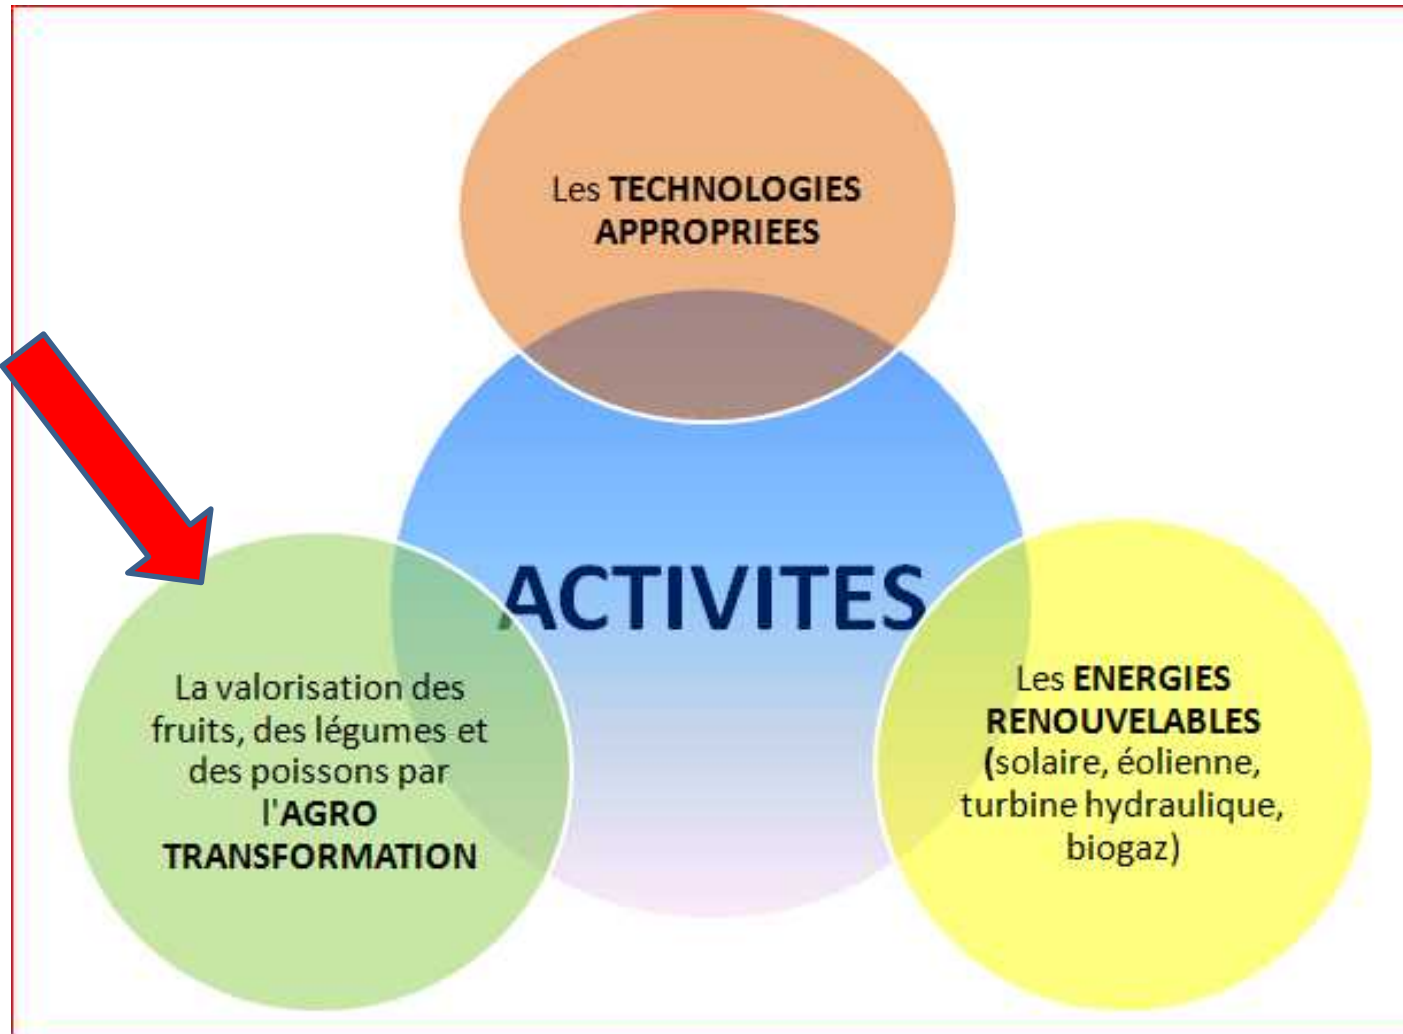 Les TECHNOLOGIES
APPROPRIEES
ACTIVITES
La valorisation des
fruits, des légumes et
des poissons par
l'AGRO
TRANSFORMATION
Les ENERGIES
RENOUVELABLES
(solaire, éolienne,
turbine hydraulique,
biogaz)